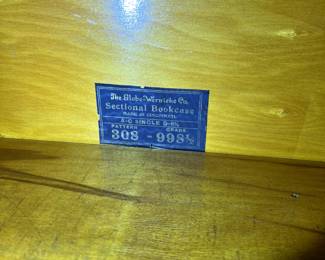 The Globe-Wernicke Co.
Sectional Bookcase
MADE IN CINCINNATI
PATTERN GRADE
308 - 998½